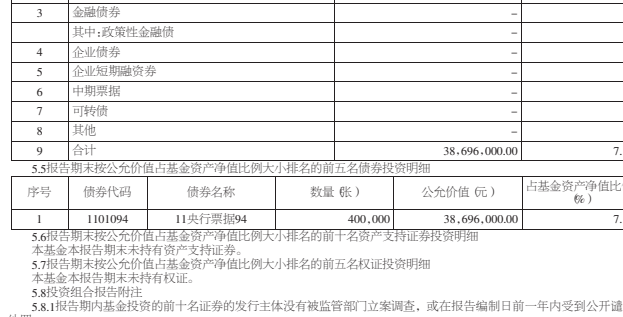 3 金融债券 –
其中:政策性金融债 –
4 企业债券 –
5 企业短期融资券 –
6 中期票据 –
7 可转债 –
8 其他 –
9 合计 38,696,000.00 7.
5.5报告期末按公允价值占基金资产净值比例大小排名的前五名债券投资明细
序号 债券代码 债券名称 数量(张) 公允价值(元) 占基金资产净值比
(%)
1 1101094 11央行票据94 400,000 38,696,000.00 7.
5.6报告期末按公允价值占基金资产净值比例大小排名的前十名资产支持证券投资明细
本基金本报告期末未持有资产支持证券。
5.7报告期末按公允价值占基金资产净值比例大小排名的前五名权证投资明细
本基金本报告期末未持有权证。
5.8投资组合报告附注
5.8.1报告期内基金投资的前十名证券的发行主体没有被监管部门立案调查，或在报告编制日前一年内受到公开谴